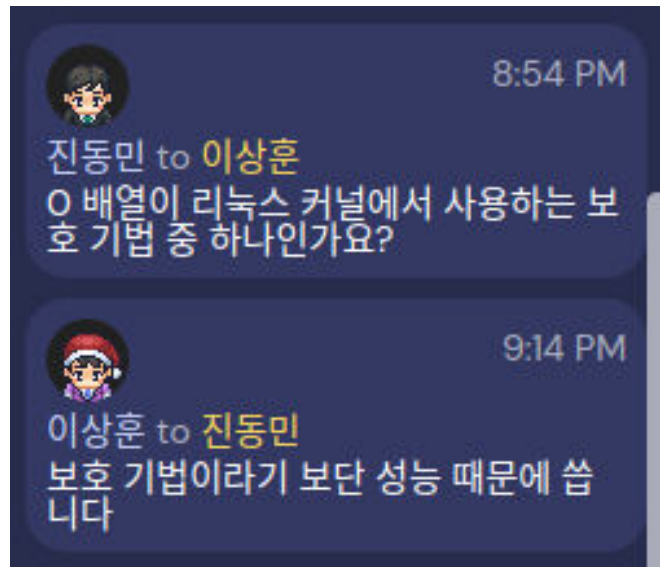 8:54 PM
진동민 to 이상훈
O 배열이 리눅스 커널에서 사용하는 보
호 기법 중 하나인가요?
9:14 PM
이상훈 to 진동민
보호 기법이라기 보단 성능 때문에 씁
니다